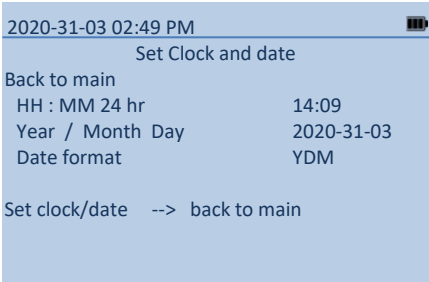 2020-31-03 02:49 PM
Set Clock and date
Back to main
HH : MM 24 hr 14:09
Year / Month Day 2020-31-03
Date format YDM
Set clock/date --> back to main